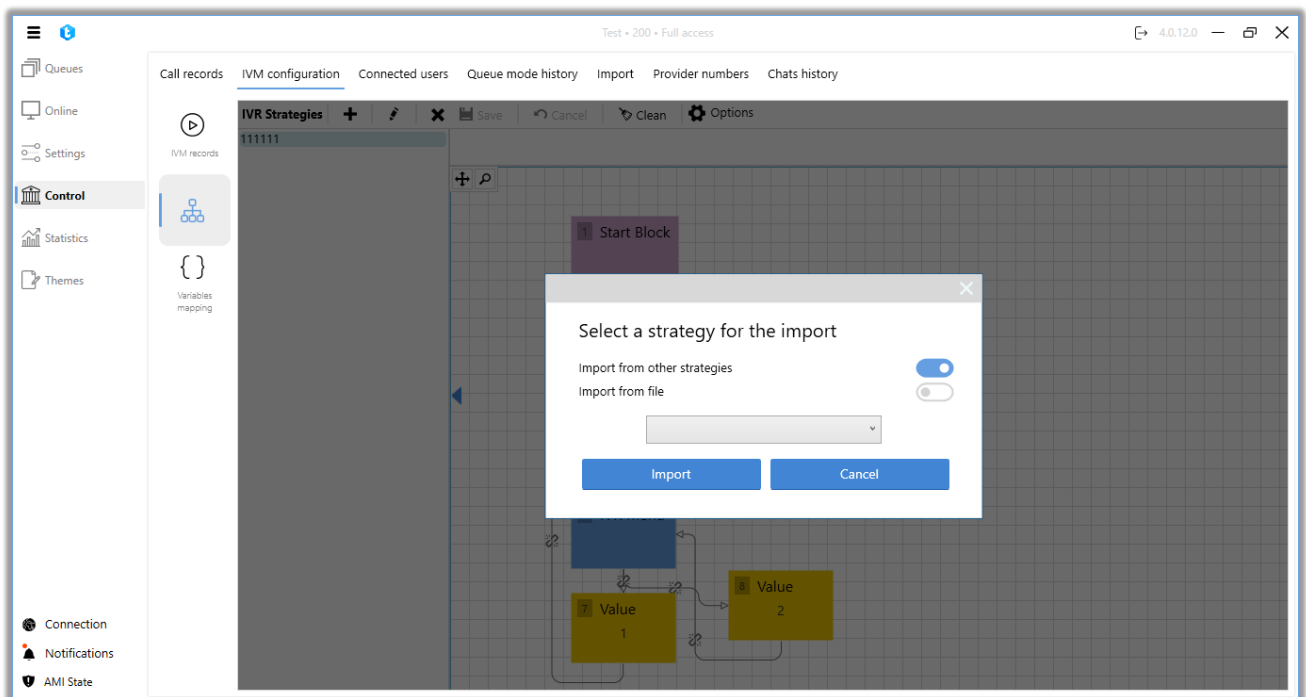 Test • 200 • Full access
4.0.12.0
Queues
Online
Settings
Control
Statistics
Themes
Connection
Notifications
AMI State
Call records IVM configuration Connected users Queue mode history Import Provider numbers Chats history
IVM records
Variables
mapping
IVR Strategies Save Cancel Clean Options
111111
1 Start Block
Select a strategy for the import
Import from other strategies
Import from file
Import Cancel
7 Value
1
8 Value
2